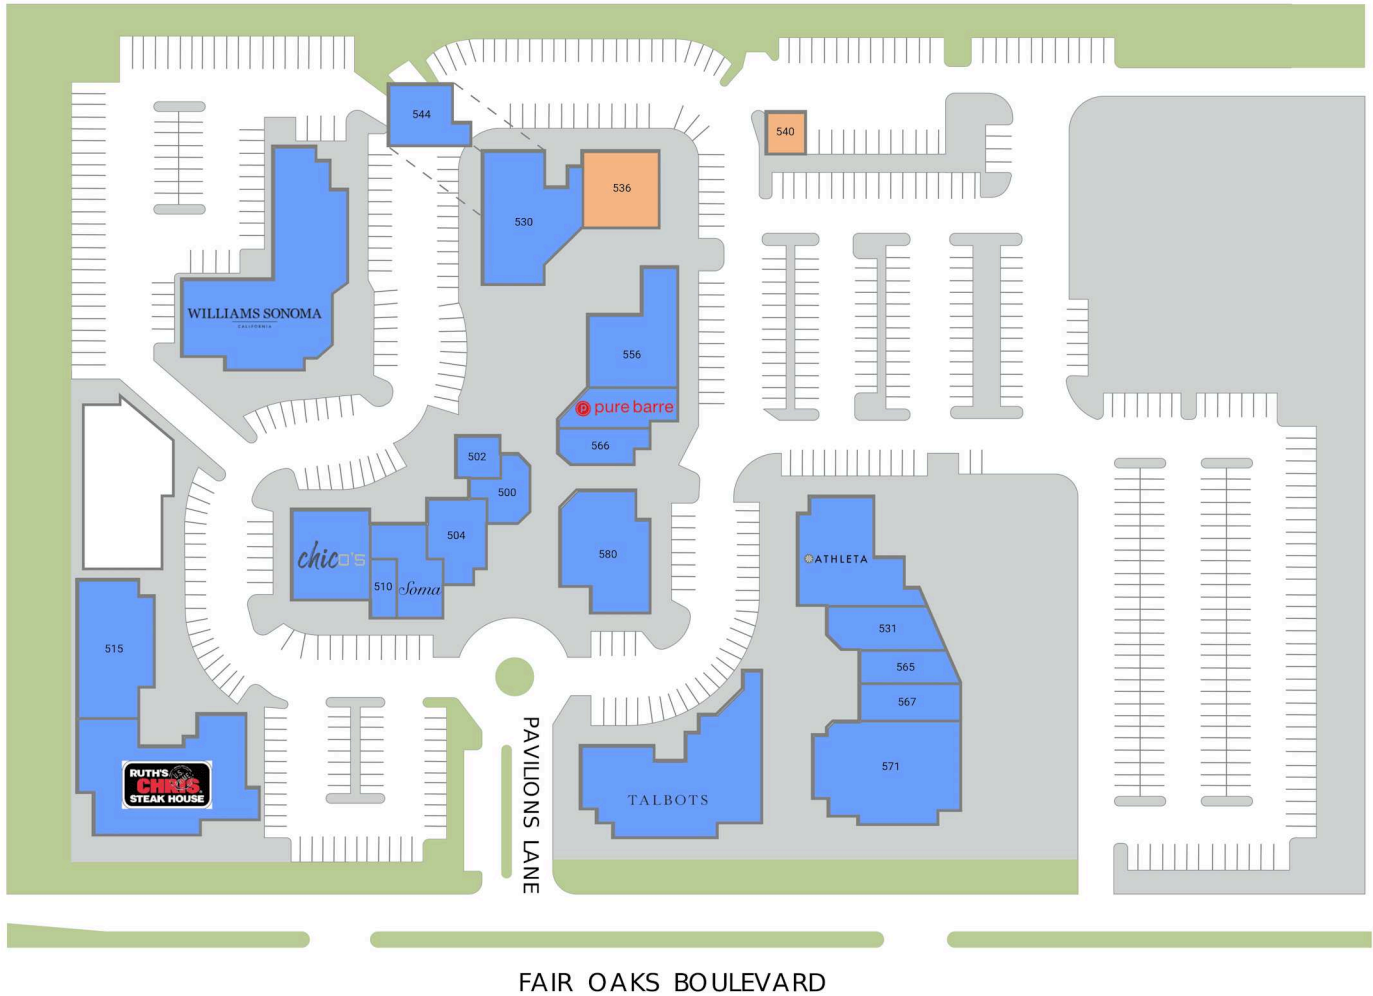 544
540
536
530
WILLIAMS SONOMA
CALIFORNIA
556
pure barre
566
502
500
504
chico's
510
Soma
580
ATHLETA
531
565
567
571
515
RUTH'S
CHRIS
STEAK HOUSE
TALBOTS
PAVILIONS LANE
FAIR OAKS BOULEVARD